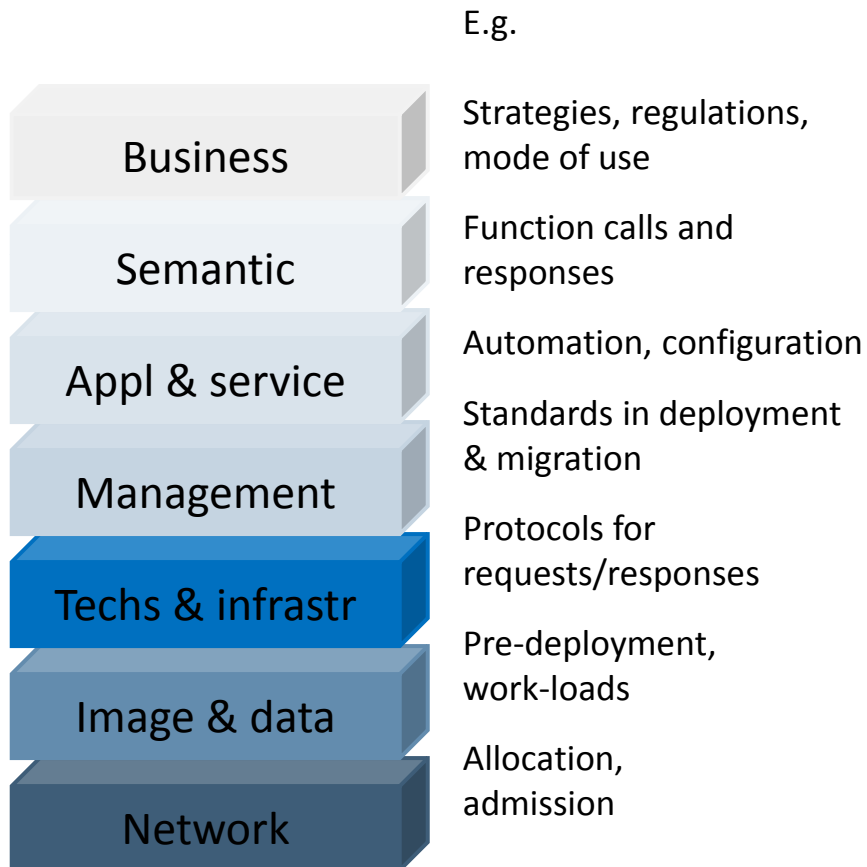 E.g.
Business
Strategies, regulations,
mode of use
Semantic
Function calls and
responses
Appl & service
Automation, configuration
Management
Standards in deployment
& migration
Techs & infrastr
Protocols for
requests/responses
Image & data
Pre-deployment,
work-loads
Network
Allocation,
admission